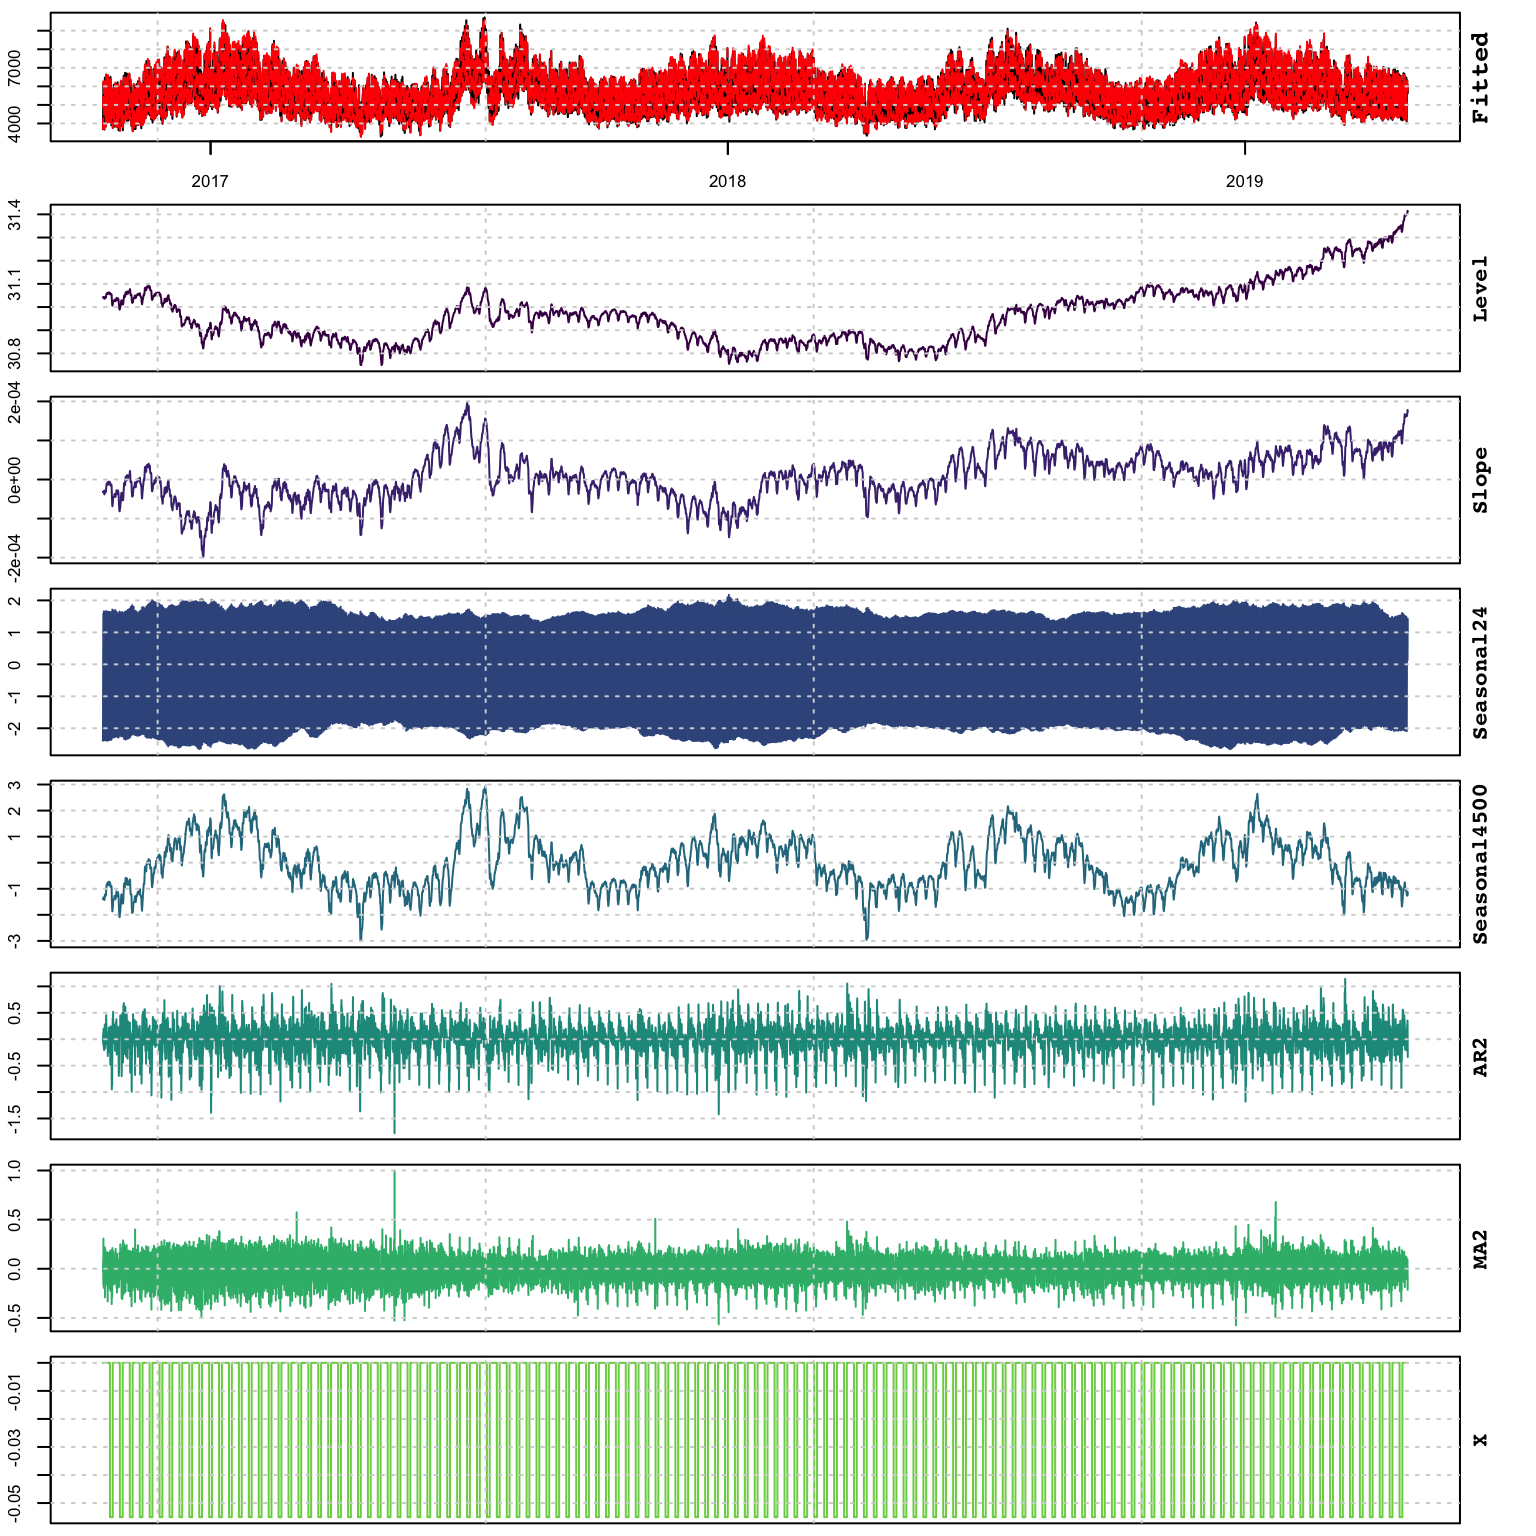 4000 7000
Fitted
2017 2018 2019
30.8 31.1 31.4
Level
-2e-04 0e+00 2e-04
Slope
-2 -1 0 1 2
Seasonal24
-3 -1 1 2 3
Seasonal4500
-1.5 -0.5 0.5
AR2
-0.5 0.0 0.5 1.0
MA2
-0.05 -0.03 -0.01
X